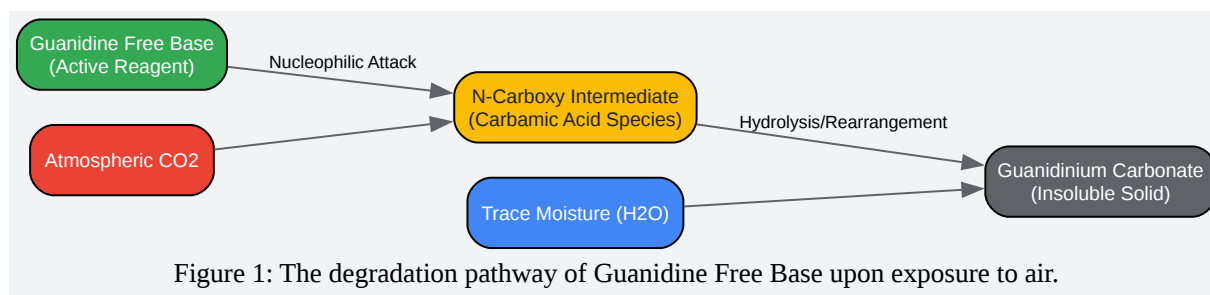 Guanidine Free Base
(Active Reagent)
Nucleophilic Attack
Atmospheric CO2
N-Carboxy Intermediate
(Carbamic Acid Species)
Hydrolysis/Rearrangement
Trace Moisture (H2O)
Guanidinium Carbonate
(Insoluble Solid)
Figure 1: The degradation pathway of Guanidine Free Base upon exposure to air.